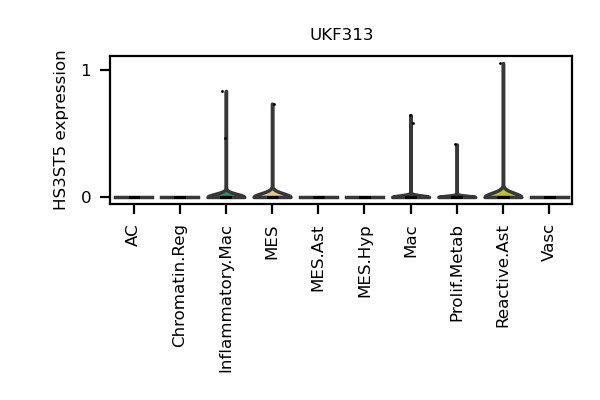 UKF313
HS3ST5 expression
1
0
AC
Chromatin.Reg
Inflammatory.Mac
MES
MES.Ast
MES.Hyp
Mac
Prolif.Metab
Reactive.Ast
Vasc